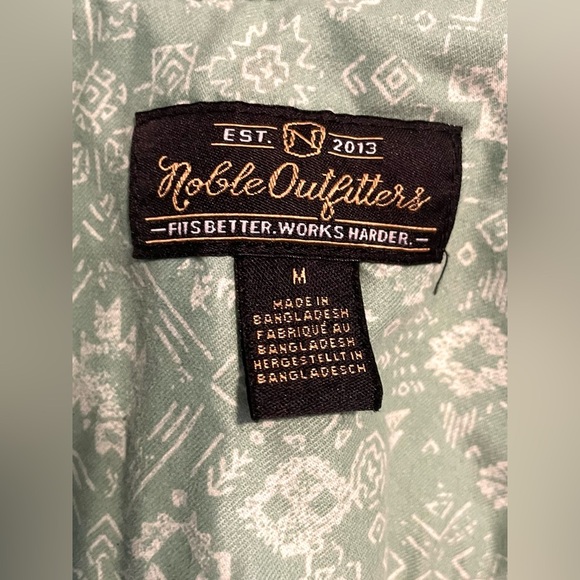 EST. N 2013
Noble Outfitters
—FITS BETTER. WORKS HARDER.—
M
MADE IN
BANGLADESH
FABRIQUÉ AU
BANGLADESH
HERGESTELLT IN
BANGLADESCH